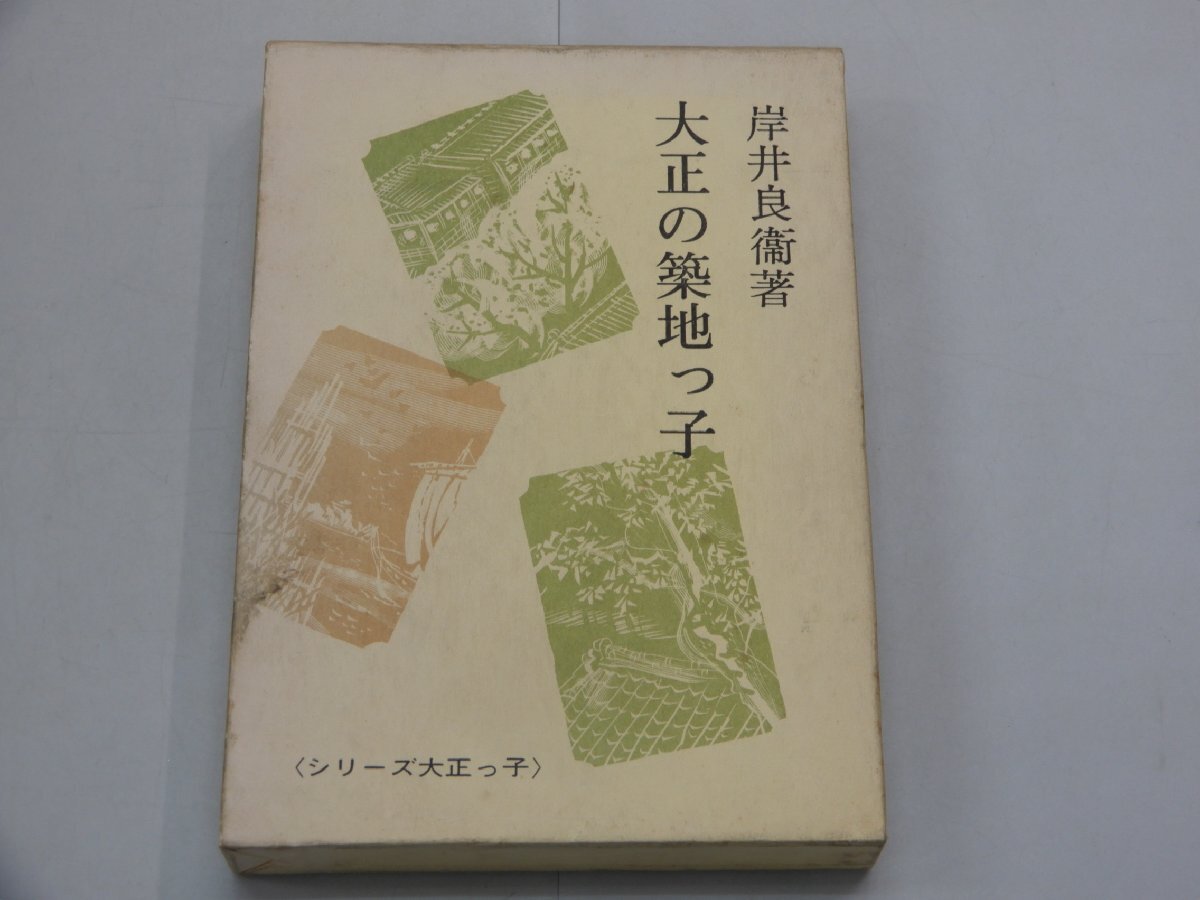 岸井良衞著
大正の築地っ子
〈シリーズ大正っ子〉